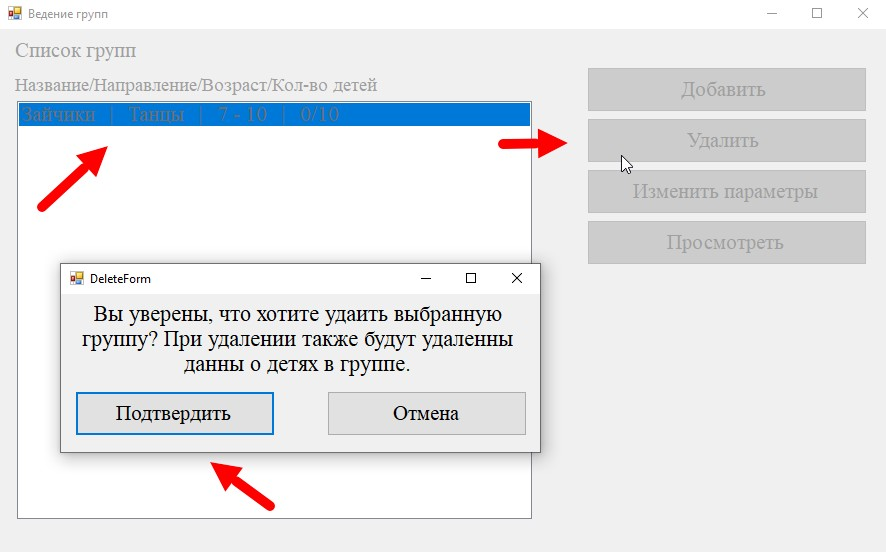 Ведение групп
Список групп
Название/Направление/Возраст/Кол-во детей
Зайчики | Танцы | 7 - 10 | 0/10
Добавить
Удалить
Изменить параметры
Просмотреть
DeleteForm
Вы уверены, что хотите удаить выбранную
группу? При удалении также будут удаленны
данны о детях в группе.
Подтвердить
Отмена